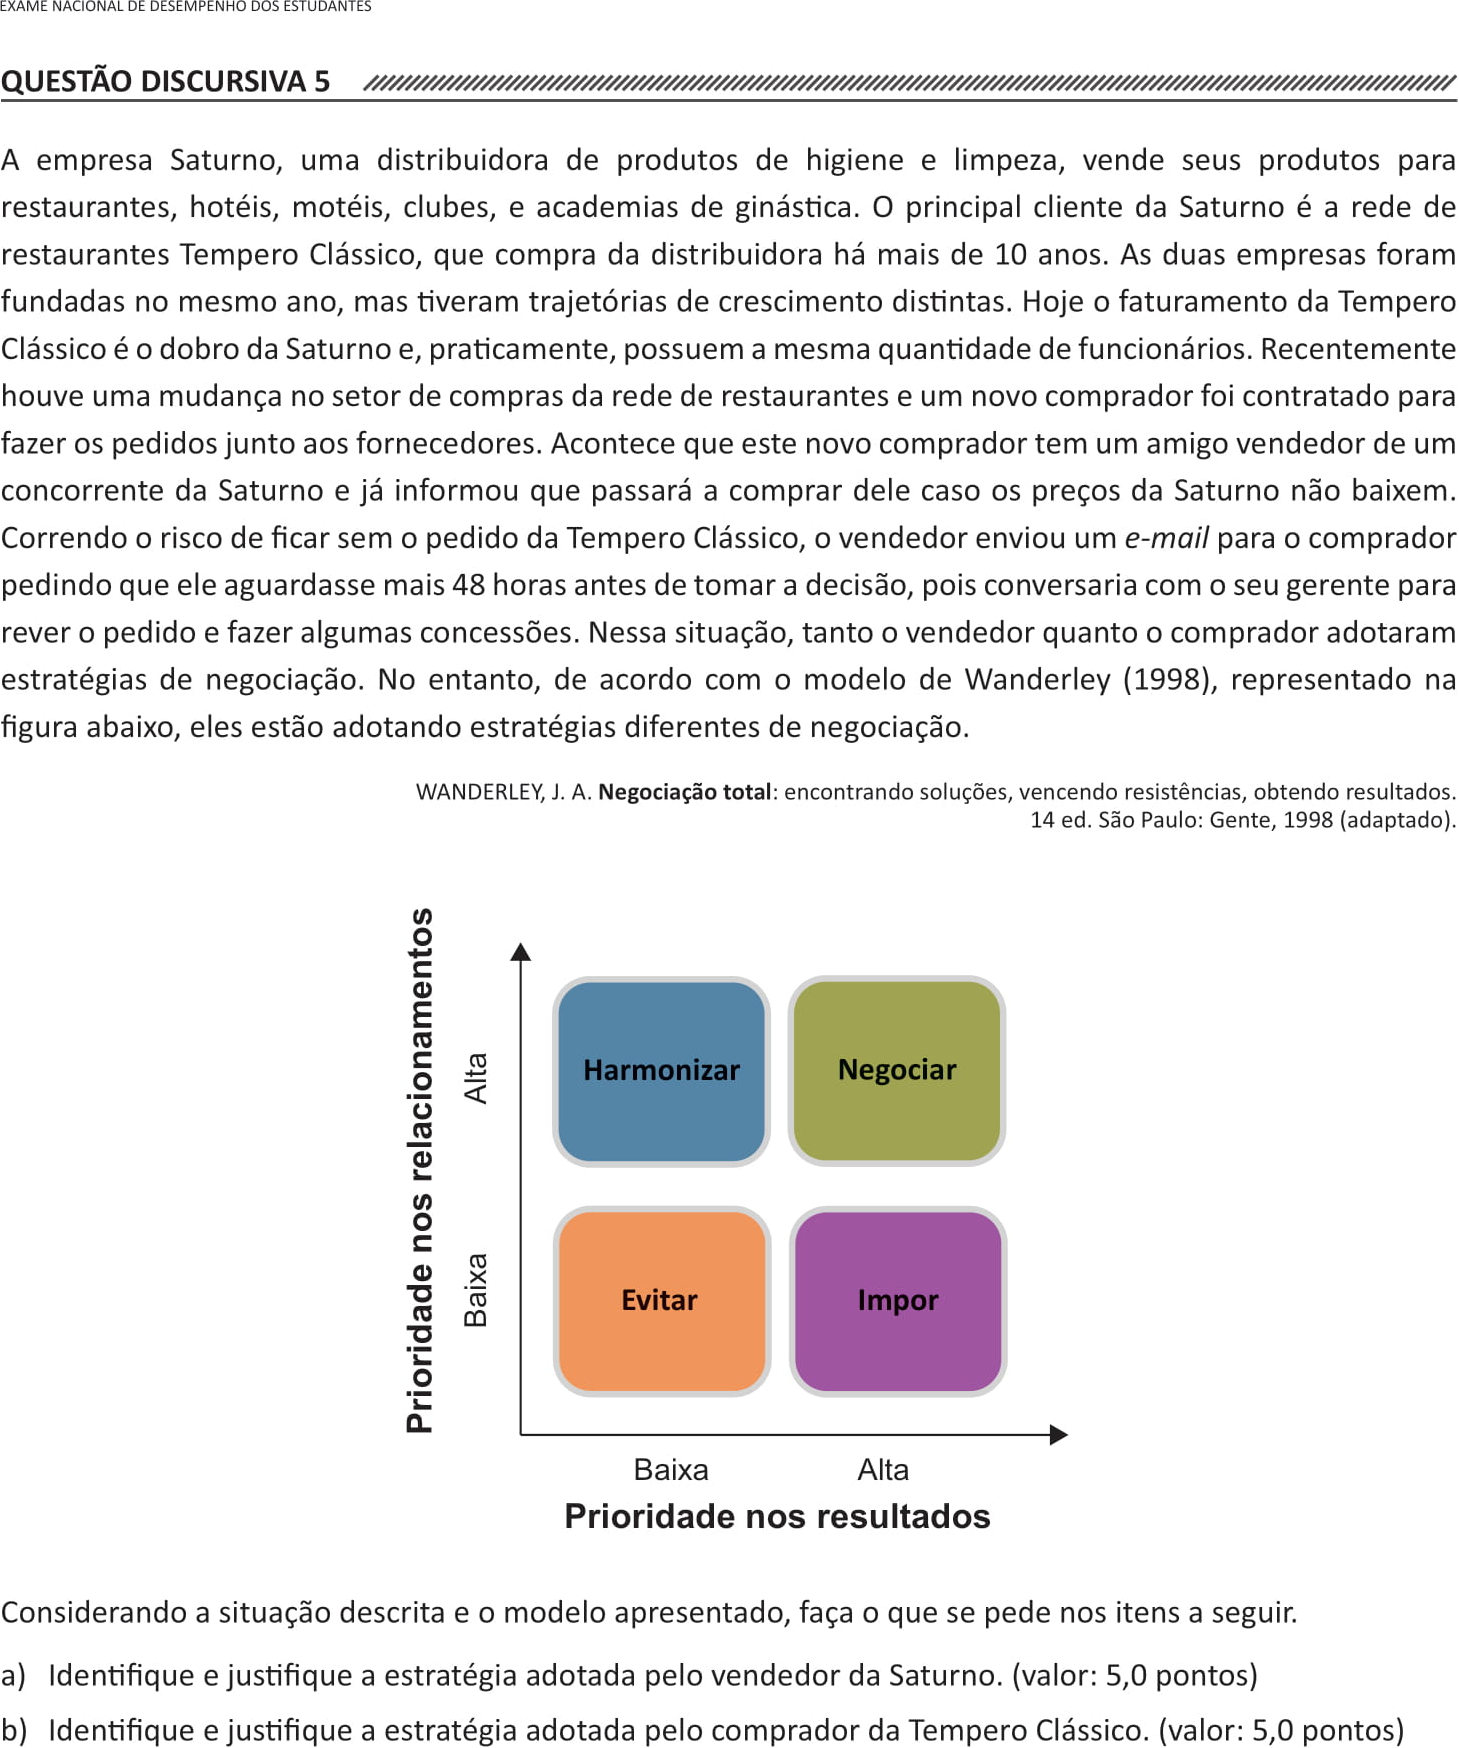 EXAME NACIONAL DE DESEMPENHO DOS ESTUDANTES
QUESTÃO DISCURSIVA 5
A empresa Saturno, uma distribuidora de produtos de higiene e limpeza, vende seus produtos para
restaurantes, hotéis, motéis, clubes, e academias de ginástica. O principal cliente da Saturno é a rede de
restaurantes Tempero Clássico, que compra da distribuidora há mais de 10 anos. As duas empresas foram
fundadas no mesmo ano, mas tiveram trajetórias de crescimento distintas. Hoje o faturamento da Tempero
Clássico é o dobro da Saturno e, praticamente, possuem a mesma quantidade de funcionários. Recentemente
houve uma mudança no setor de compras da rede de restaurantes e um novo comprador foi contratado para
fazer os pedidos junto aos fornecedores. Acontece que este novo comprador tem um amigo vendedor de um
concorrente da Saturno e já informou que passará a comprar dele caso os preços da Saturno não baixem.
Correndo o risco de ficar sem o pedido da Tempero Clássico, o vendedor enviou um e-mail para o comprador
pedindo que ele aguardasse mais 48 horas antes de tomar a decisão, pois conversaria com o seu gerente para
rever o pedido e fazer algumas concessões. Nessa situação, tanto o vendedor quanto o comprador adotaram
estratégias de negociação. No entanto, de acordo com o modelo de Wanderley (1998), representado na
figura abaixo, eles estão adotando estratégias diferentes de negociação.
WANDERLEY, J. A. Negociação total: encontrando soluções, vencendo resistências, obtendo resultados.
14 ed. São Paulo: Gente, 1998 (adaptado).
Prioridade nos relacionamentos
Alta
Harmonizar
Negociar
Baixa
Evitar
Impor
Baixa
Alta
Prioridade nos resultados
Considerando a situação descrita e o modelo apresentado, faça o que se pede nos itens a seguir.
a) Identifique e justifique a estratégia adotada pelo vendedor da Saturno. (valor: 5,0 pontos)
b) Identifique e justifique a estratégia adotada pelo comprador da Tempero Clássico. (valor: 5,0 pontos)